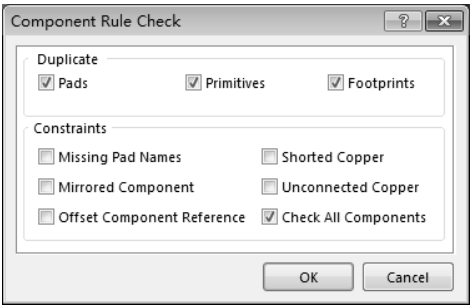 Component Rule Check
Duplicate
Pads Primitives Footprints
Constraints
Missing Pad Names Shorted Copper
Mirrored Component Unconnected Copper
Offset Component Reference Check All Components
OK Cancel